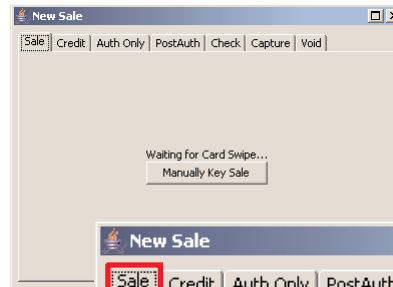 New Sale
Sale Credit Auth Only PostAuth Check Capture Void
Waiting for Card Swipe...
Manually Key Sale
New Sale
Sale Credit Auth Only PostAuth